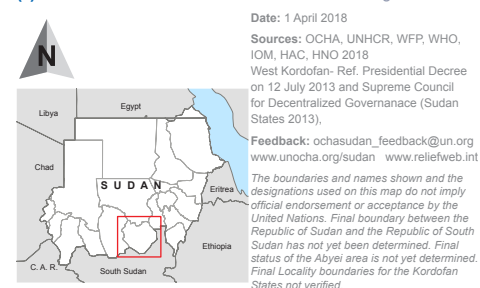 N
Date: 1 April 2018
Sources: OCHA, UNHCR, WFP, WHO,
IOM, HAC, HNO 2018
West Kordofan- Ref. Presidential Decree
on 12 July 2013 and Supreme Council
for Decentralized Governanace (Sudan
States 2013),
Feedback: ochasudan_feedback@un.org
www.unocha.org/sudan www.reliefweb.int
The boundaries and names shown and the
designations used on this map do not imply
official endorsement or acceptance by the
United Nations. Final boundary between the
Republic of Sudan and the Republic of South
Sudan has not yet been determined. Final
status of the Abyei area is not yet determined.
Final Locality boundaries for the Kordofan
States not verified
Libya
Egypt
Chad
SUDAN
Eritrea
Ethiopia
C. A. R.
South Sudan